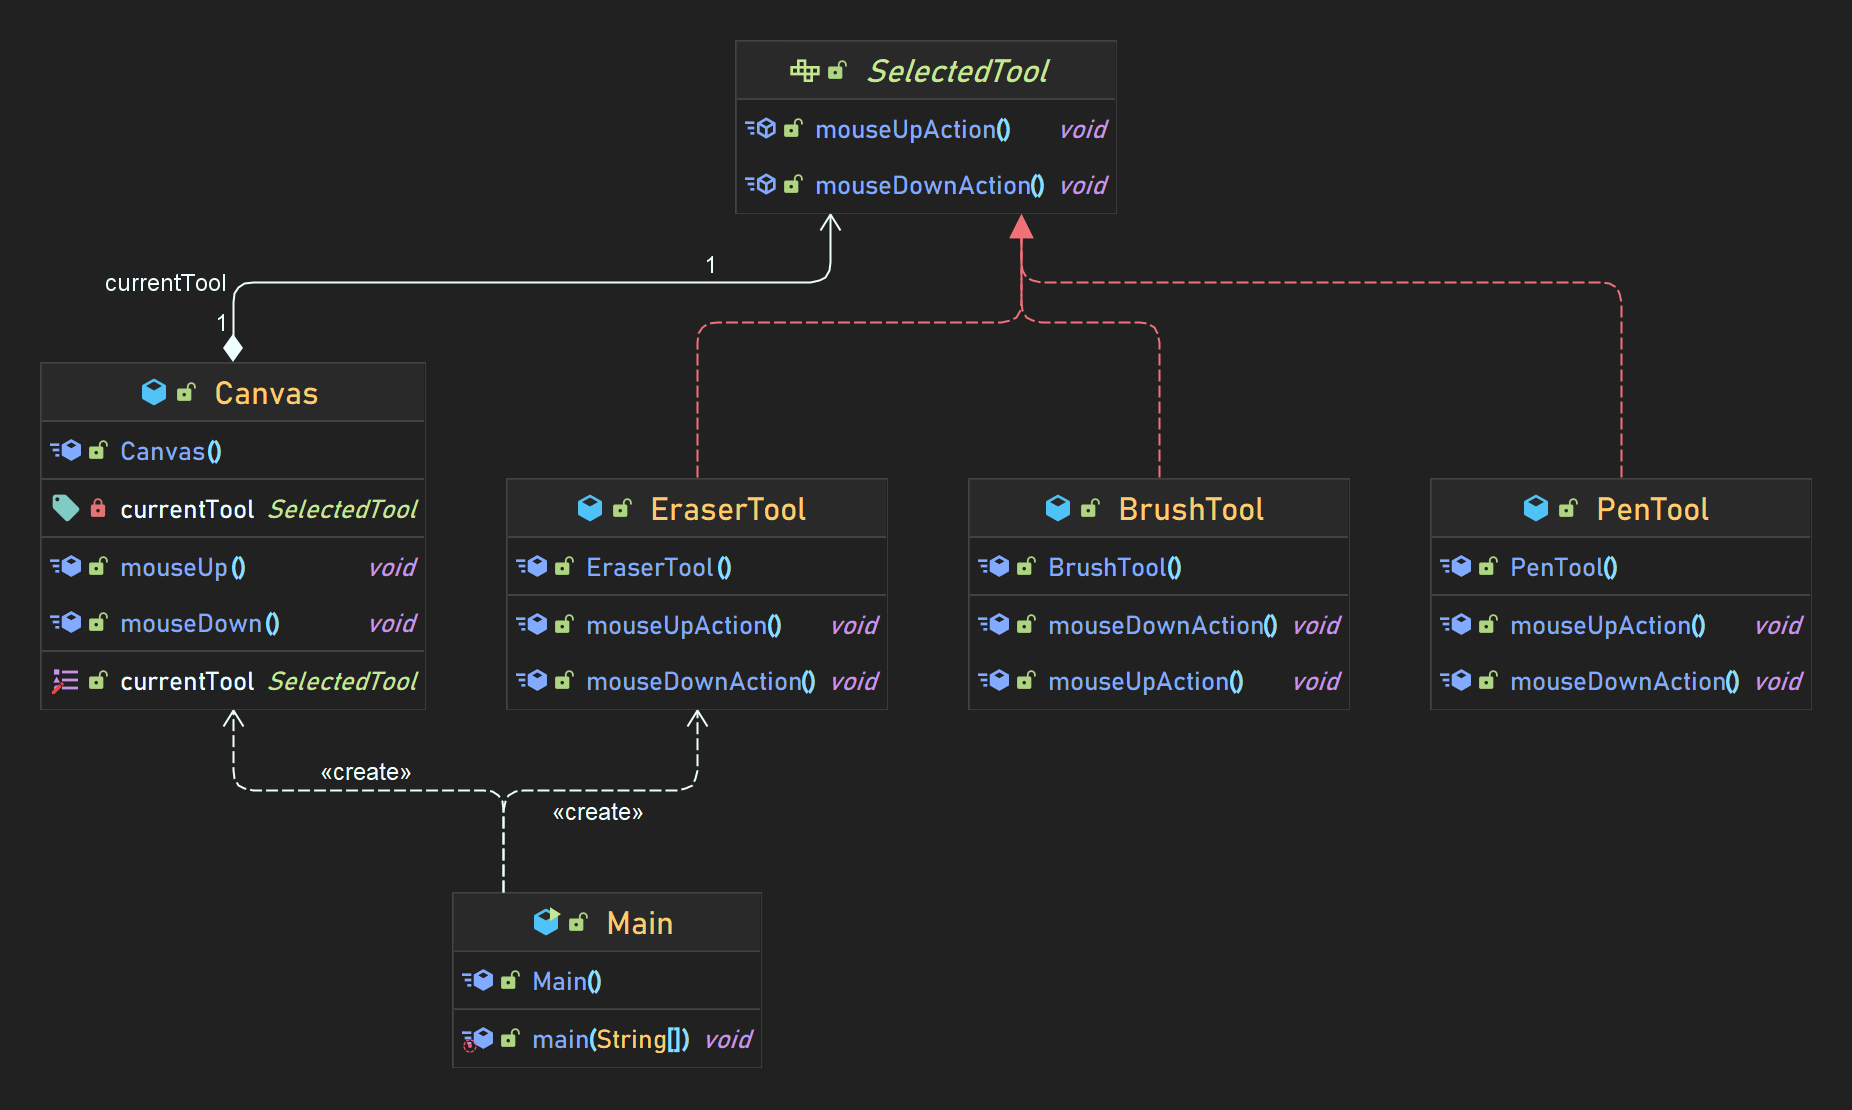 SelectedTool
mouseUpAction() void
mouseDownAction() void
currentTool
1
1
Canvas
Canvas()
currentTool SelectedTool
mouseUp() void
mouseDown() void
currentTool SelectedTool
EraserTool
EraserTool()
mouseUpAction() void
mouseDownAction() void
BrushTool
BrushTool()
mouseDownAction() void
mouseUpAction() void
PenTool
PenTool()
mouseUpAction() void
mouseDownAction() void
«create»
«create»
Main
Main()
main(String[]) void